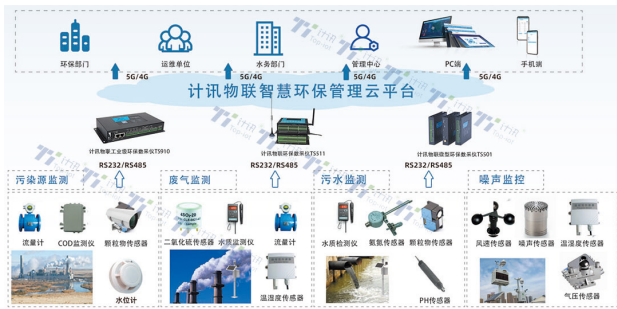 环保部门 运维单位 水务部门 管理中心 PC端 手机端
5G/4G 5G/4G 5G/4G 5G/4G
计讯物联智慧环保管理云平台
计讯物联工业级环保数采仪TS910 计讯物联环保数采仪TS511 计讯物联微型环保数采仪TS501
RS232/RS485 RS232/RS485 RS232/RS485
污染源监测 废气监测 污水监测 噪声监控
流量计 COD监测仪 颗粒物传感器 二氧化硫传感器 水质监测仪 流量计 水质检测仪 氨氮传感器 颗粒物传感器 风速传感器 噪声传感器 温湿度传感器
水位计 温湿度传感器 PH传感器 气压传感器
计讯
Top-iot